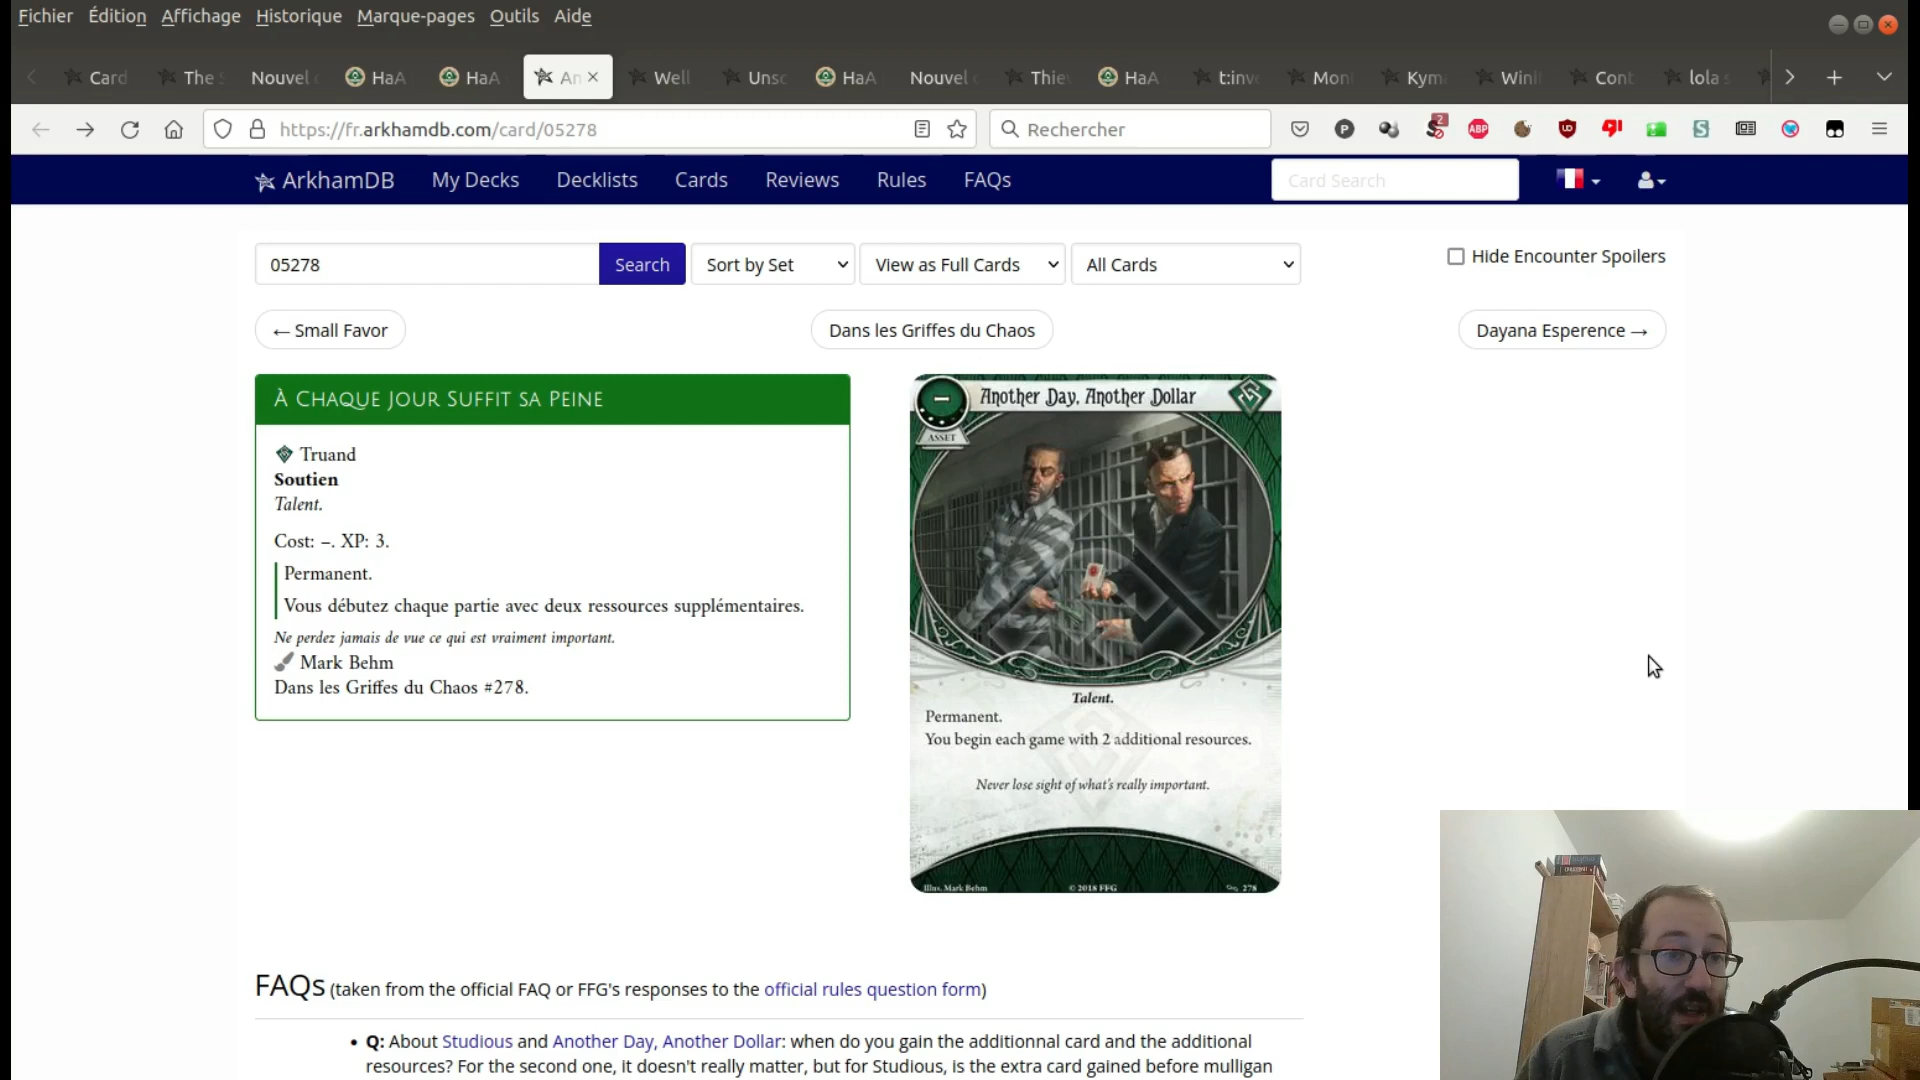 Fichier Édition Affichage Historique Marque-pages Outils Aide
Card The Nouvel HaA HaA An Well Unsc HaA Nouvel Thie HaA t:inv Mon Kym Wini Cont lola
https://fr.arkhamdb.com/card/05278 Rechercher
ArkhamDB My Decks Decklists Cards Reviews Rules FAQs Card Search
05278 Search Sort by Set View as Full Cards All Cards Hide Encounter Spoilers
← Small Favor Dans les Griffes du Chaos Dayana Esperence →
À Chaque Jour Suffit sa Peine
Truand
Soutien
Talent.
Cost: –. XP: 3.
Permanent.
Vous débutez chaque partie avec deux ressources supplémentaires.
Ne perdez jamais de vue ce qui est vraiment important.
Mark Behm
Dans les Griffes du Chaos #278.
Another Day, Another Dollar
ASSET
Talent.
Permanent.
You begin each game with 2 additional resources.
Never lose sight of what's really important.
Illus. Mark Behm © 2018 FFG 278
FAQs (taken from the official FAQ or FFG's responses to the official rules question form)
• Q: About Studious and Another Day, Another Dollar: when do you gain the additionnal card and the additional
resources? For the second one, it doesn't really matter, but for Studious, is the extra card gained before mulligan